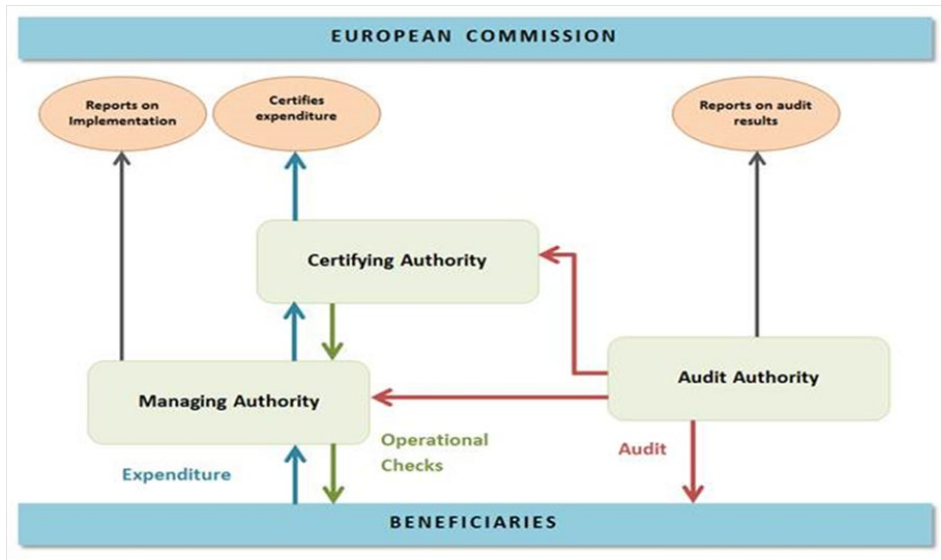 EUROPEAN COMMISSION
Reports on
Implementation
Certifies
expenditure
Reports on audit
results
Certifying Authority
Managing Authority
Audit Authority
Operational
Checks
Expenditure
Audit
BENEFICIARIES